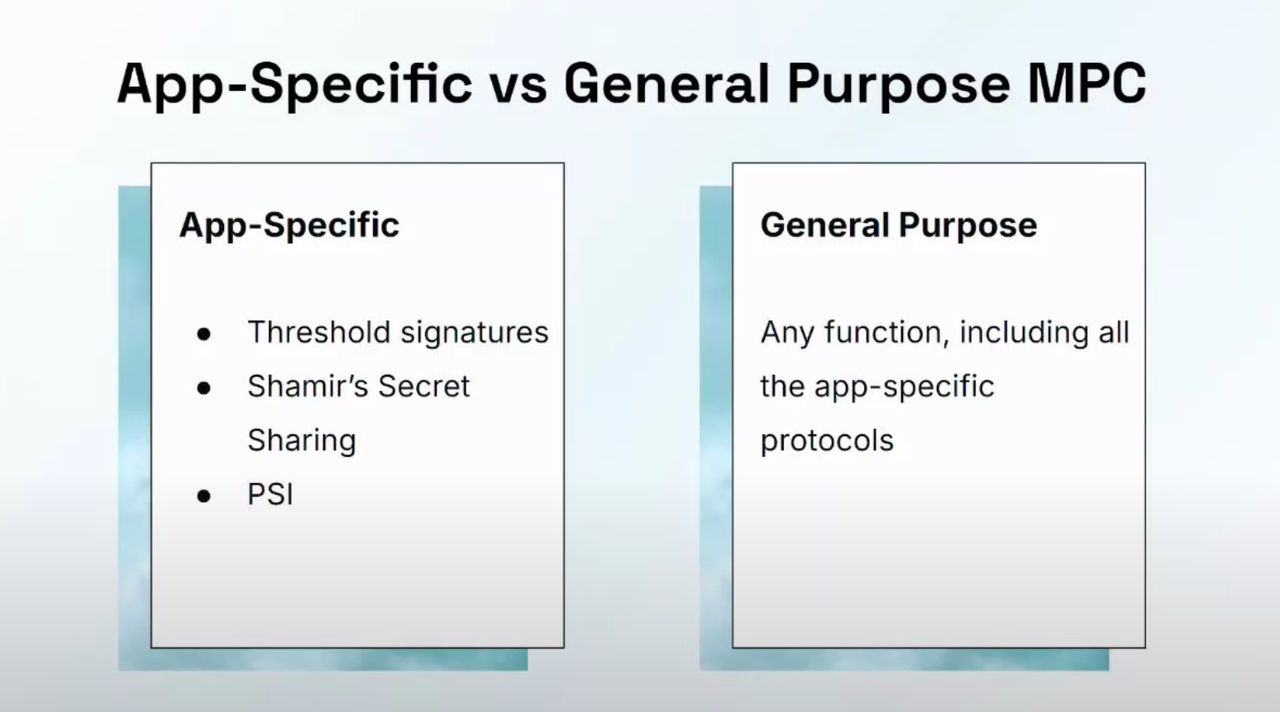 App-Specific vs General Purpose MPC
App-Specific
● Threshold signatures
● Shamir’s Secret
Sharing
● PSI
General Purpose
Any function, including all
the app-specific
protocols